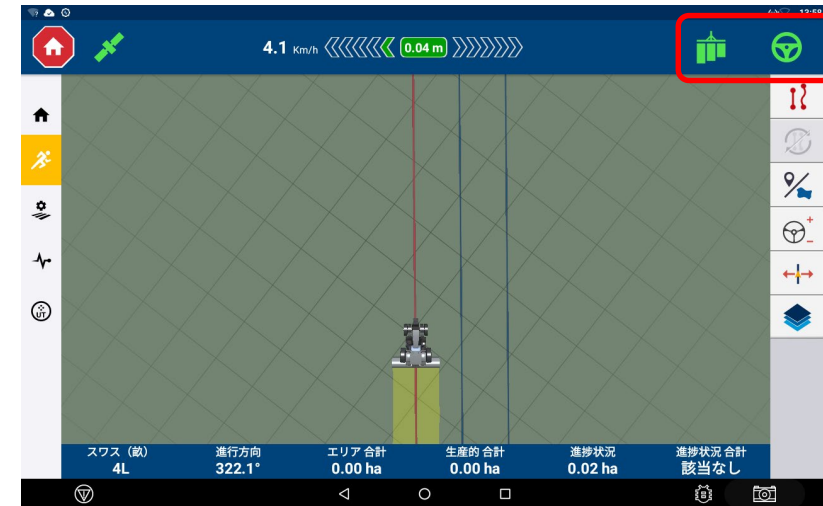 13:58
4.1 Km/h 0.04 m
UT
スワス（畝） 進行方向 エリア 合計 生産的 合計 進捗状況 進捗状況 合計
4L 322.1° 0.00 ha 0.00 ha 0.02 ha 該当なし